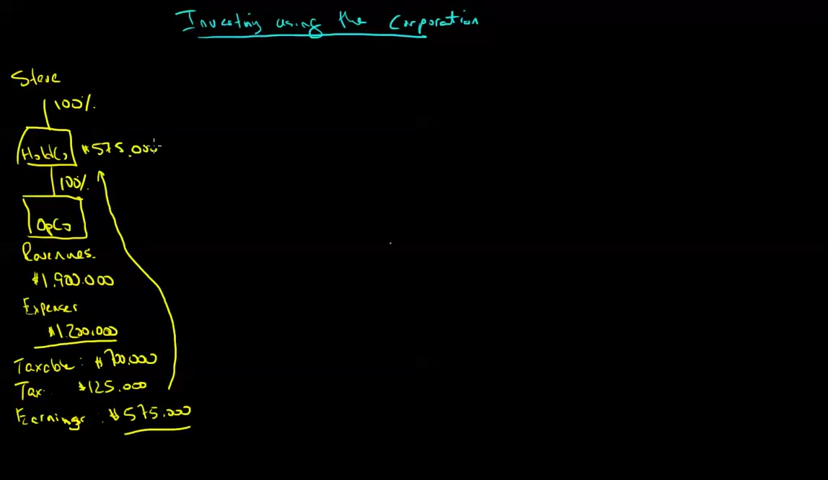 Investing using the Corporation
Steve
100%
HoldCo $575.000
100%
OpCo
Revenues.
$1,900.000
Expenses
$1.200.000
Taxable: $700.000
Tax: $125.000
Earnings: $575.000